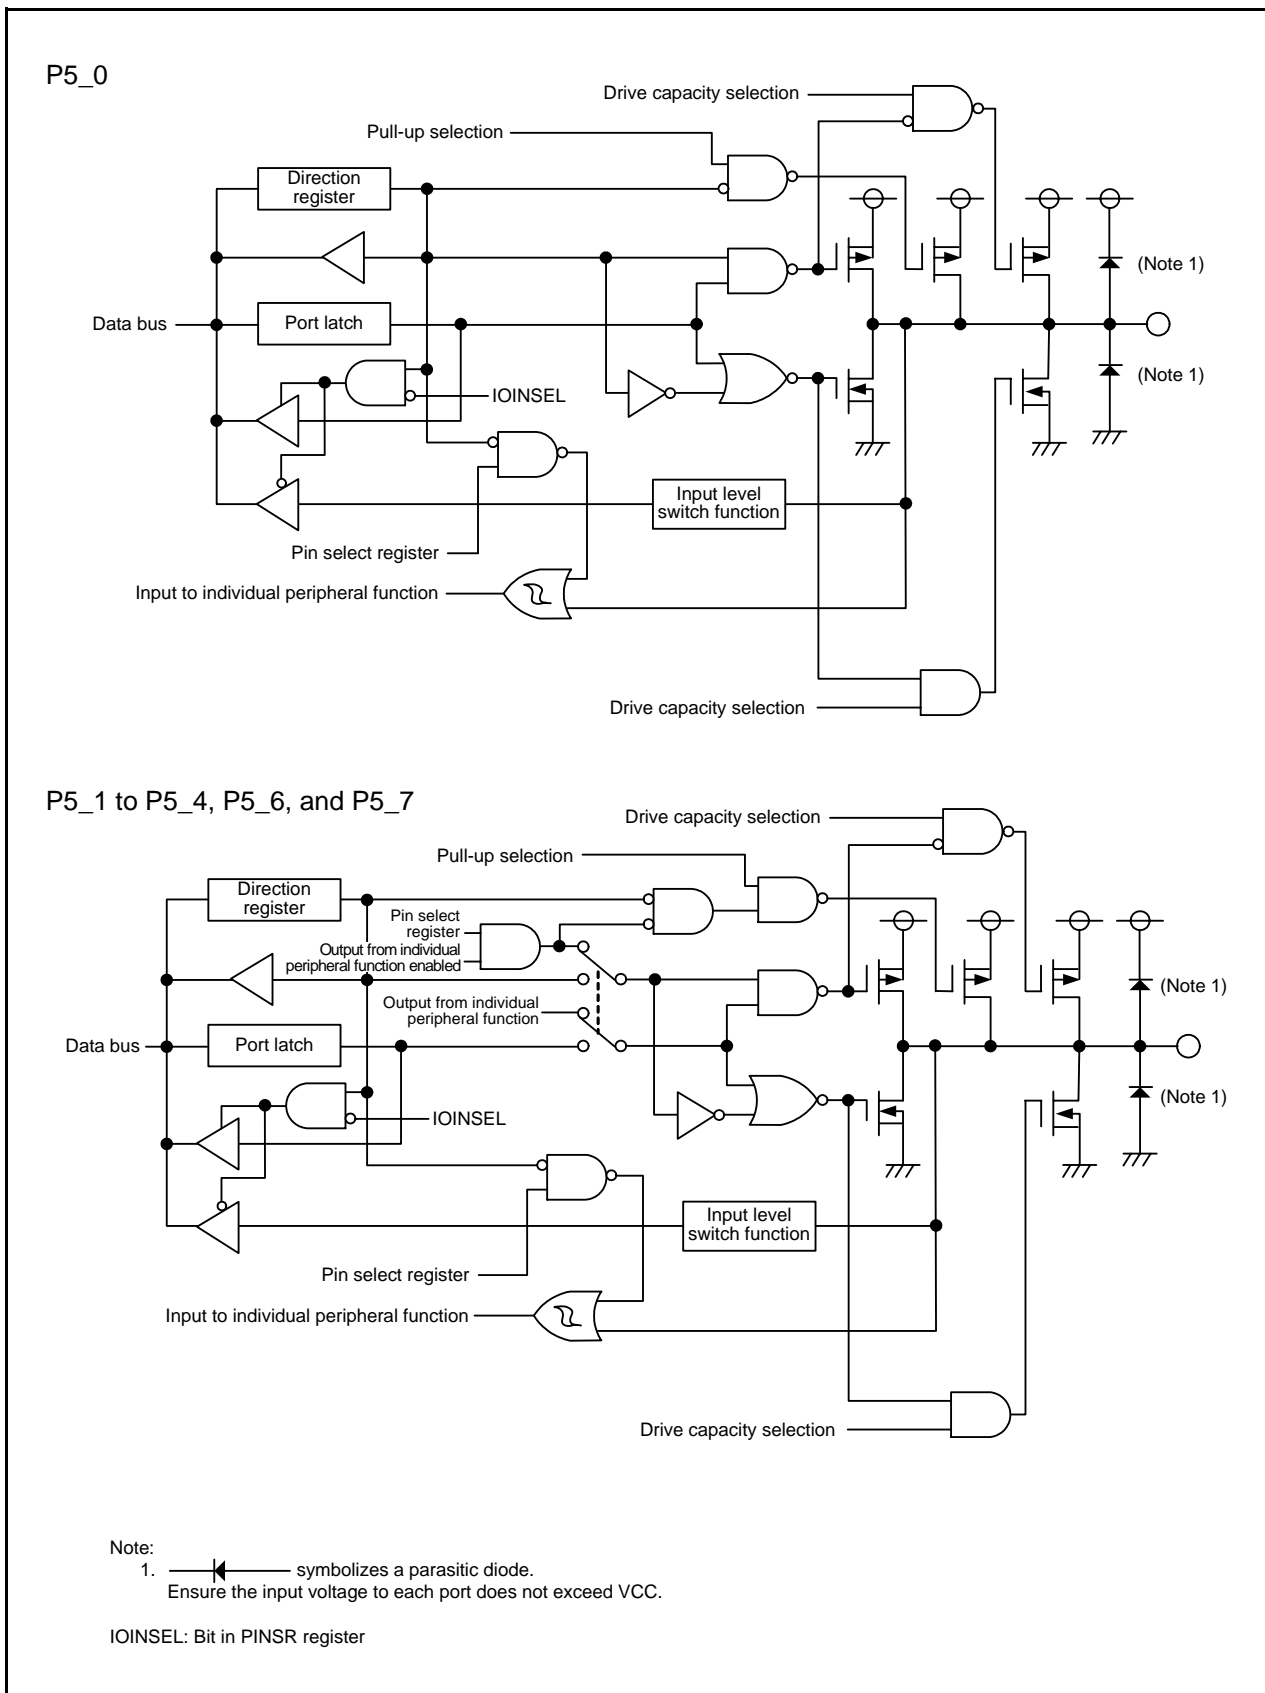 P5_0
Drive capacity selection
Pull-up selection
Direction
register
(Note 1)
Data bus
Port latch
(Note 1)
IOINSEL
Input level
switch function
Pin select register
Input to individual peripheral function
Drive capacity selection
P5_1 to P5_4, P5_6, and P5_7
Drive capacity selection
Pull-up selection
Direction
register
Pin select
register
Output from individual
peripheral function enabled
(Note 1)
Output from individual
peripheral function
Data bus
Port latch
(Note 1)
IOINSEL
Input level
switch function
Pin select register
Input to individual peripheral function
Drive capacity selection
Note:
1. symbolizes a parasitic diode.
Ensure the input voltage to each port does not exceed VCC.
IOINSEL: Bit in PINSR register